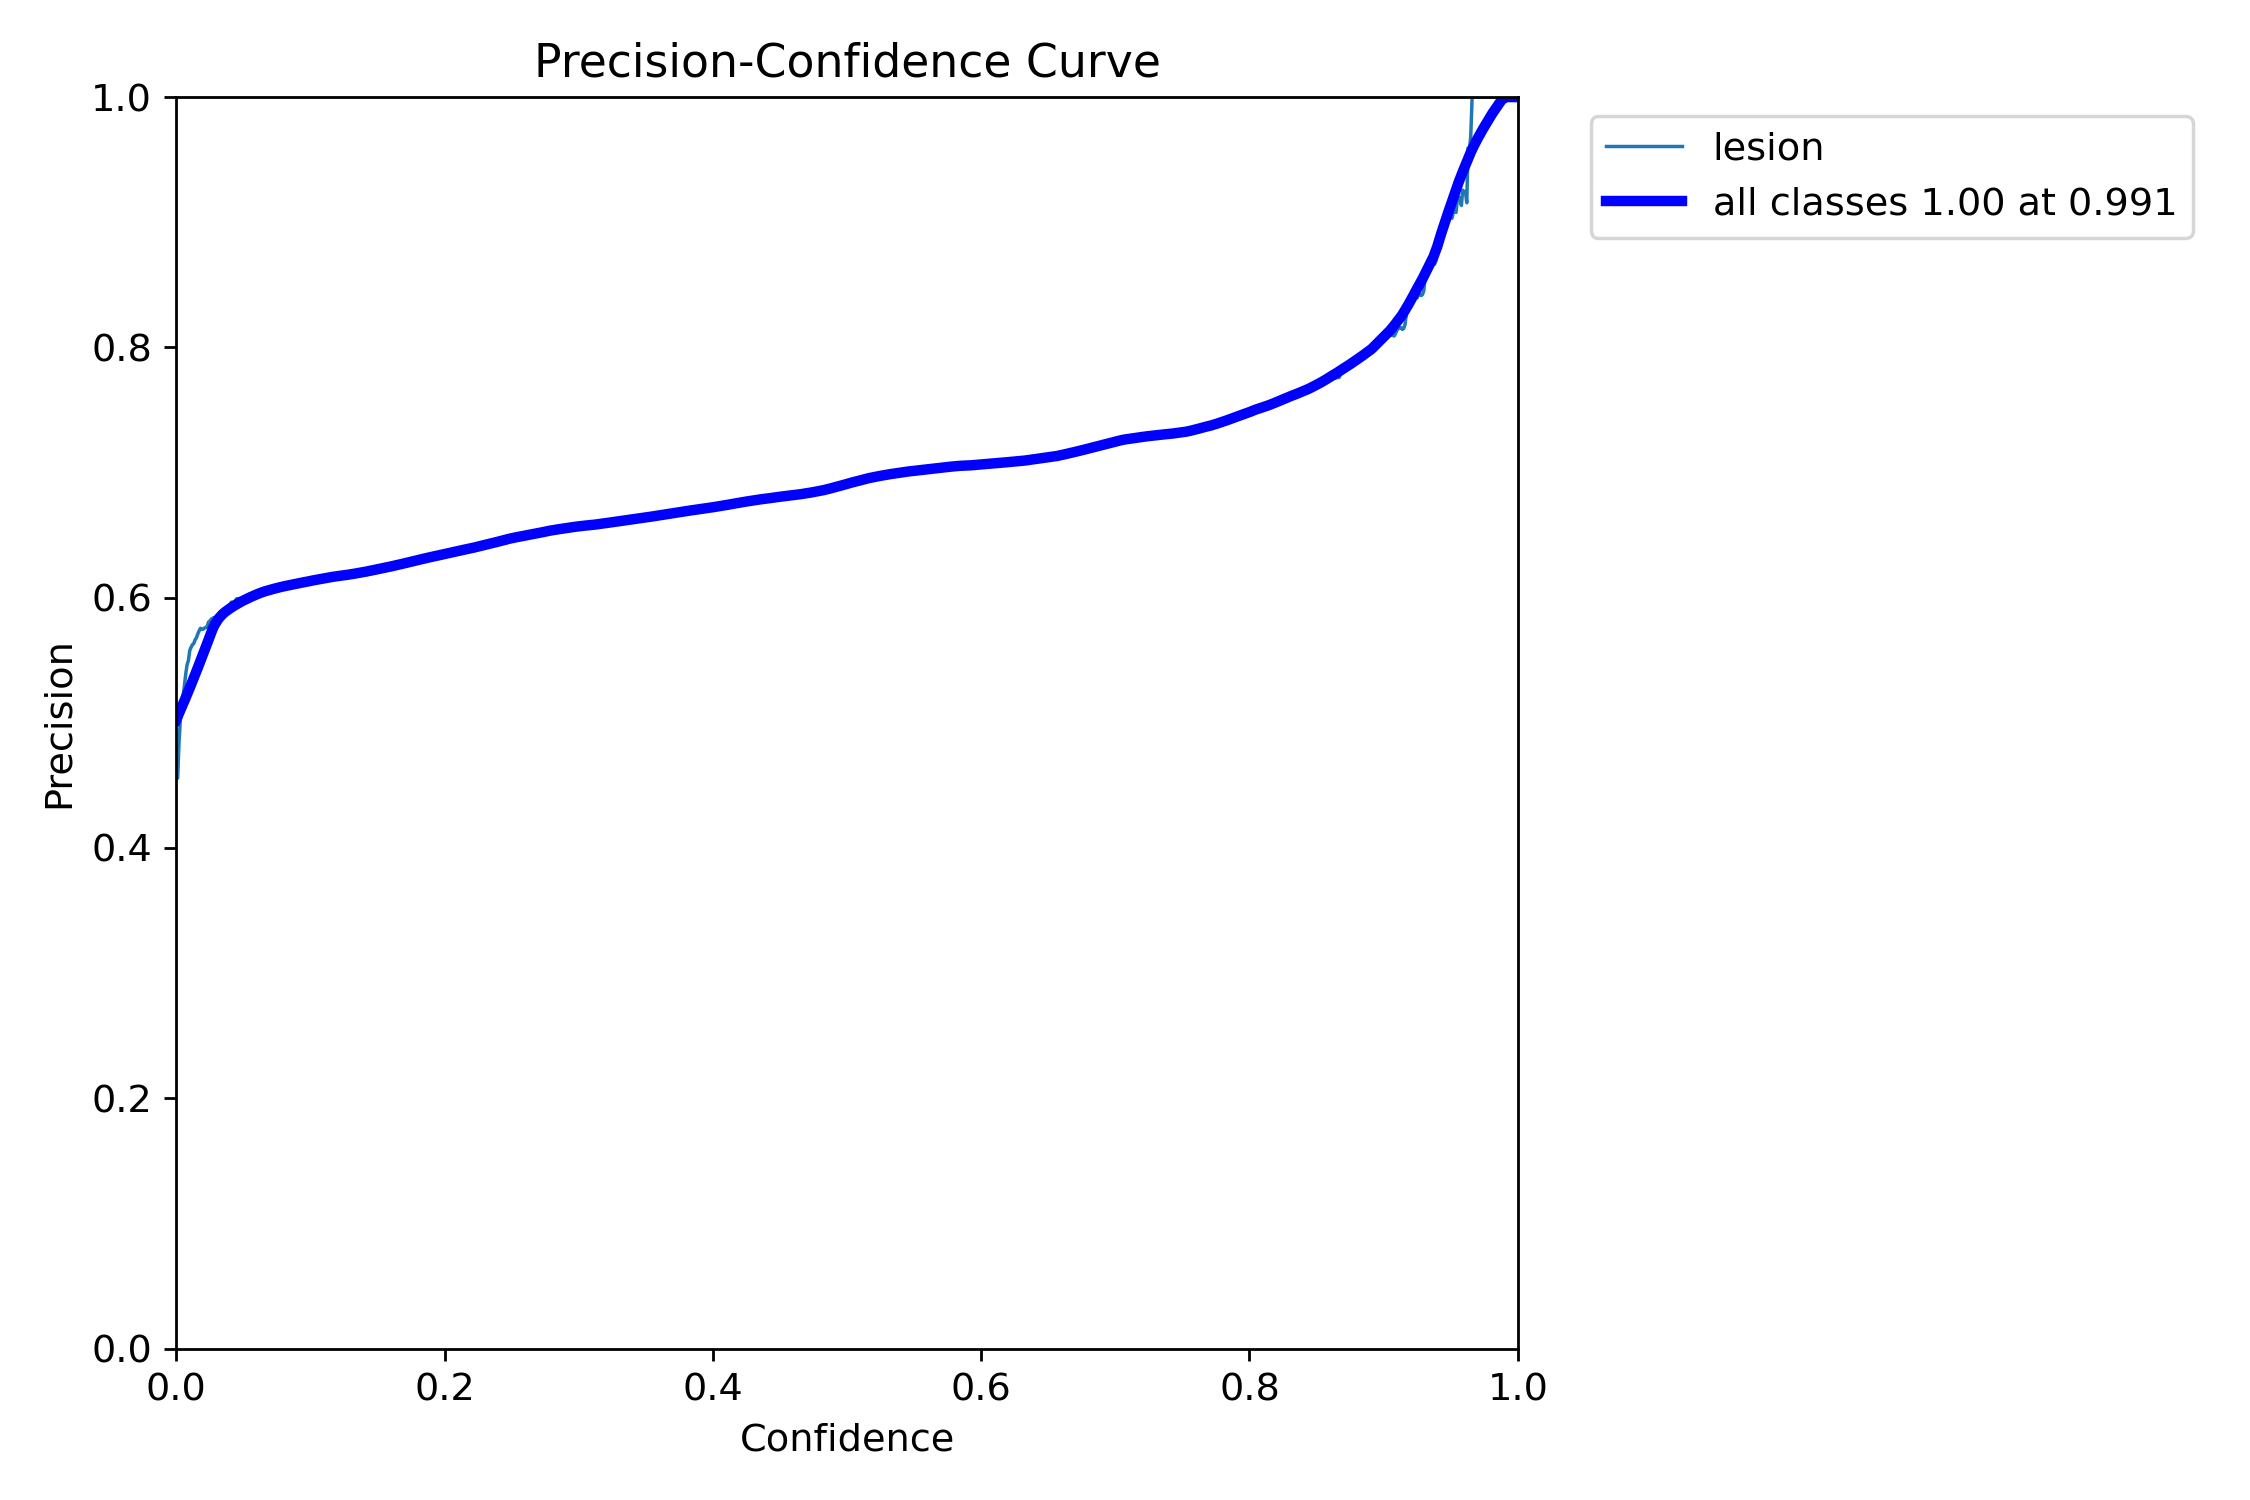 Precision-Confidence Curve
1.0
0.8
0.6
0.4
0.2
0.0
Precision
0.0 0.2 0.4 0.6 0.8 1.0
Confidence
lesion
all classes 1.00 at 0.991